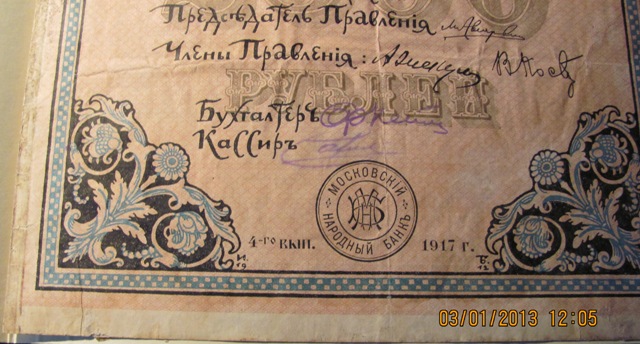 Предсѣдатель Правленія
Члены Правленія:
РУБЛЕЙ
Бухгалтеръ
Кассиръ
МОСКОВСКІЙ
НАРОДНЫЙ БАНКЪ
4-го вып. 1917 г.
03/01/2013 12:05